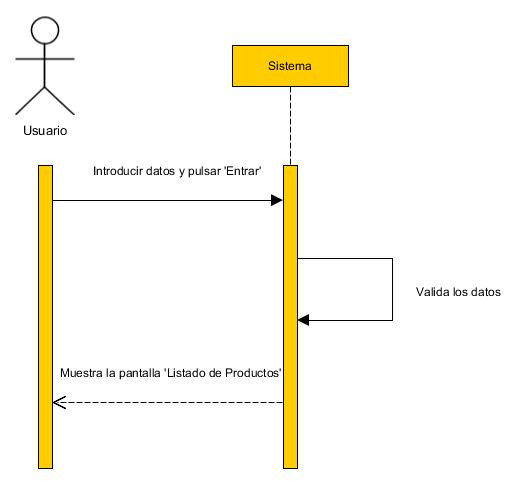 Sistema
Usuario
Introducir datos y pulsar 'Entrar'
Valida los datos
Muestra la pantalla 'Listado de Productos'